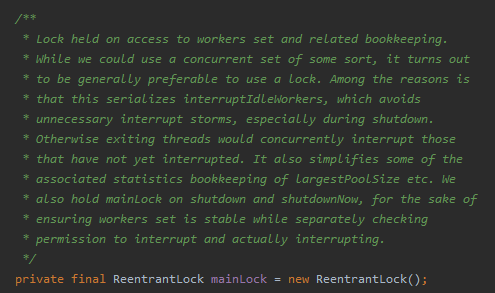 /**
 * Lock held on access to workers set and related bookkeeping.
 * While we could use a concurrent set of some sort, it turns out
 * to be generally preferable to use a lock. Among the reasons is
 * that this serializes interruptIdleWorkers, which avoids
 * unnecessary interrupt storms, especially during shutdown.
 * Otherwise exiting threads would concurrently interrupt those
 * that have not yet interrupted. It also simplifies some of the
 * associated statistics bookkeeping of largestPoolSize etc. We
 * also hold mainLock on shutdown and shutdownNow, for the sake of
 * ensuring workers set is stable while separately checking
 * permission to interrupt and actually interrupting.
 */
private final ReentrantLock mainLock = new ReentrantLock();